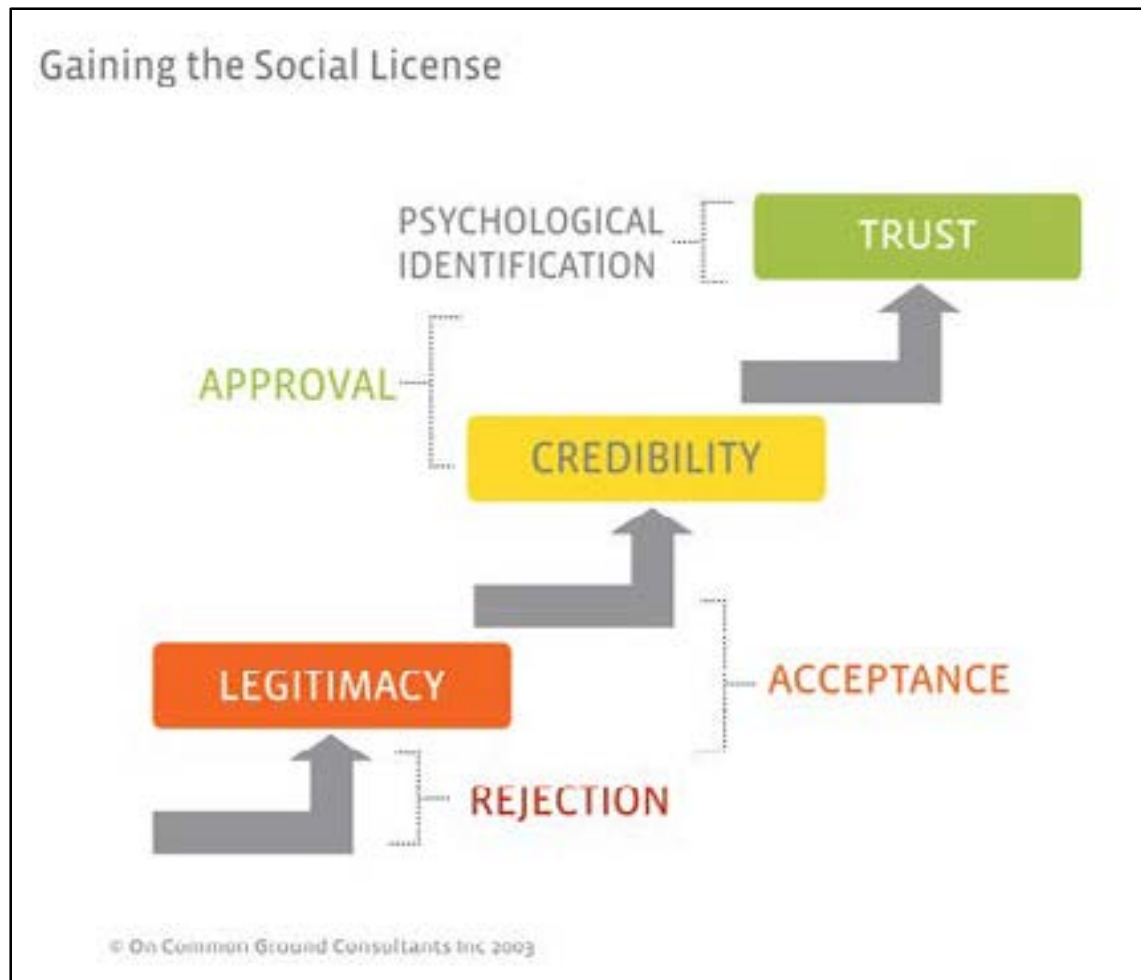 Gaining the Social License
PSYCHOLOGICAL
IDENTIFICATION
TRUST
APPROVAL
CREDIBILITY
LEGITIMACY
ACCEPTANCE
REJECTION
© On Common Ground Consultants Inc 2003